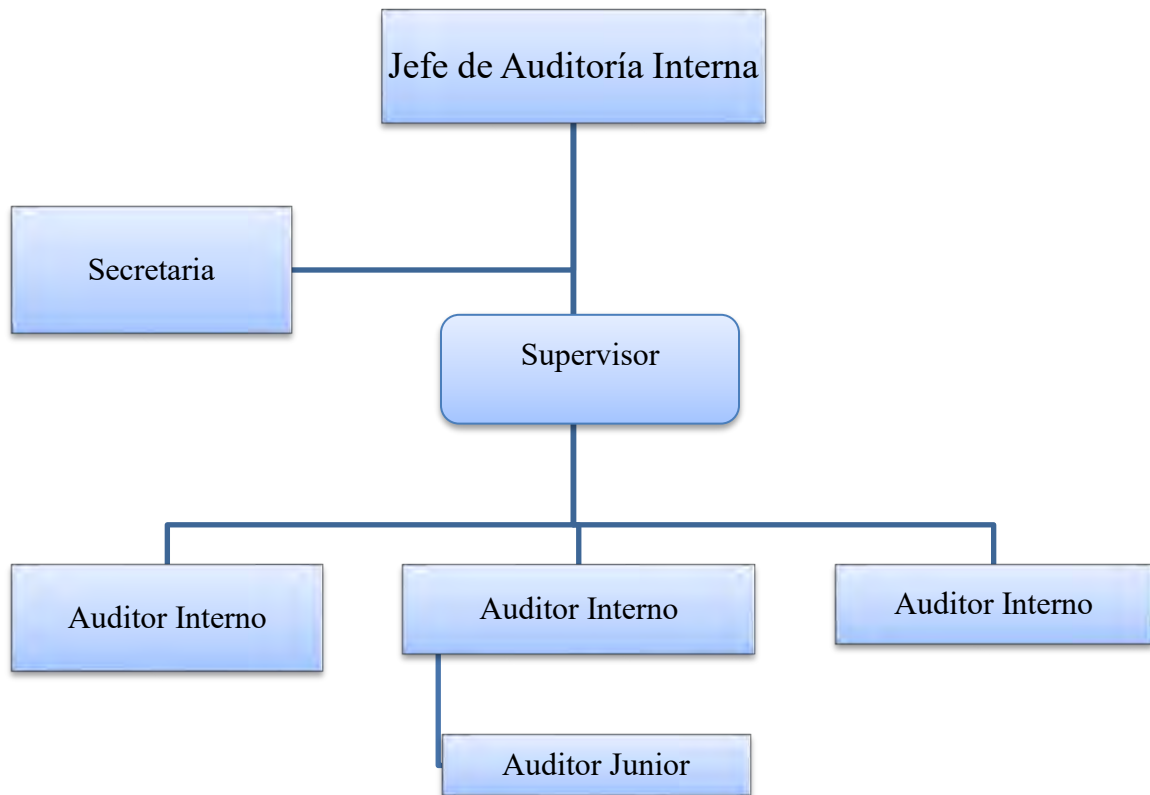 Jefe de Auditoría Interna
Secretaria
Supervisor
Auditor Interno
Auditor Interno
Auditor Interno
Auditor Junior